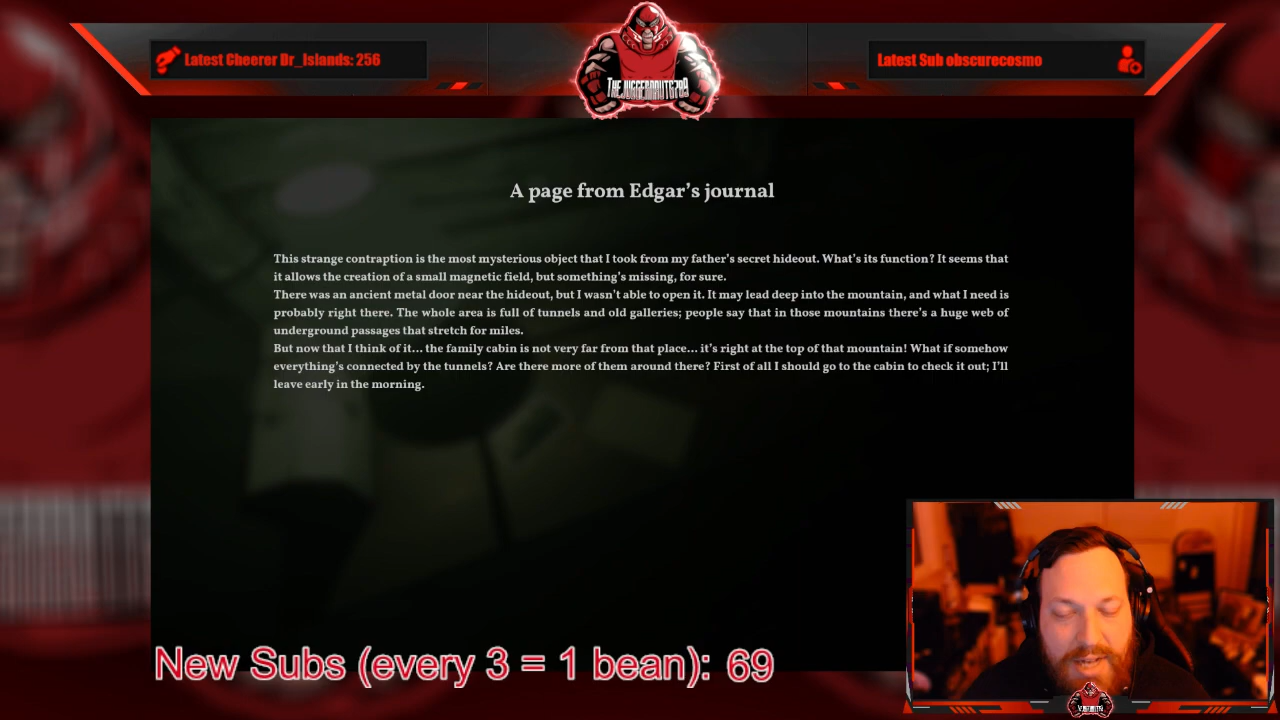 Latest Cheerer Dr_Islands: 256
THEJUGGERNAUT6789
Latest Sub obscurecosmo
A page from Edgar's journal
This strange contraption is the most mysterious object that I took from my father's secret hideout. What's its function? It seems that
it allows the creation of a small magnetic field, but something's missing, for sure.
There was an ancient metal door near the hideout, but I wasn't able to open it. It may lead deep into the mountain, and what I need is
probably right there. The whole area is full of tunnels and old galleries; people say that in those mountains there's a huge web of
underground passages that stretch for miles.
But now that I think of it... the family cabin is not very far from that place... it's right at the top of that mountain! What if somehow
everything's connected by the tunnels? Are there more of them around there? First of all I should go to the cabin to check it out; I'll
leave early in the morning.
New Subs (every 3 = 1 bean): 69